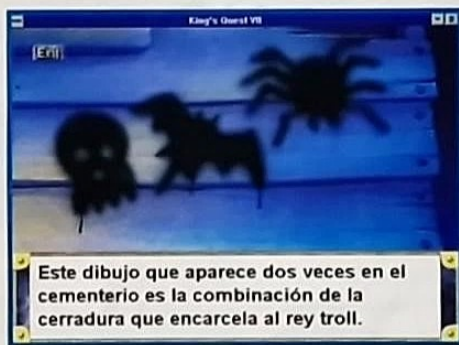 King's Quest VII
[Exit]
Este dibujo que aparece dos veces en el
cementerio es la combinación de la
cerradura que encarcela al rey troll.